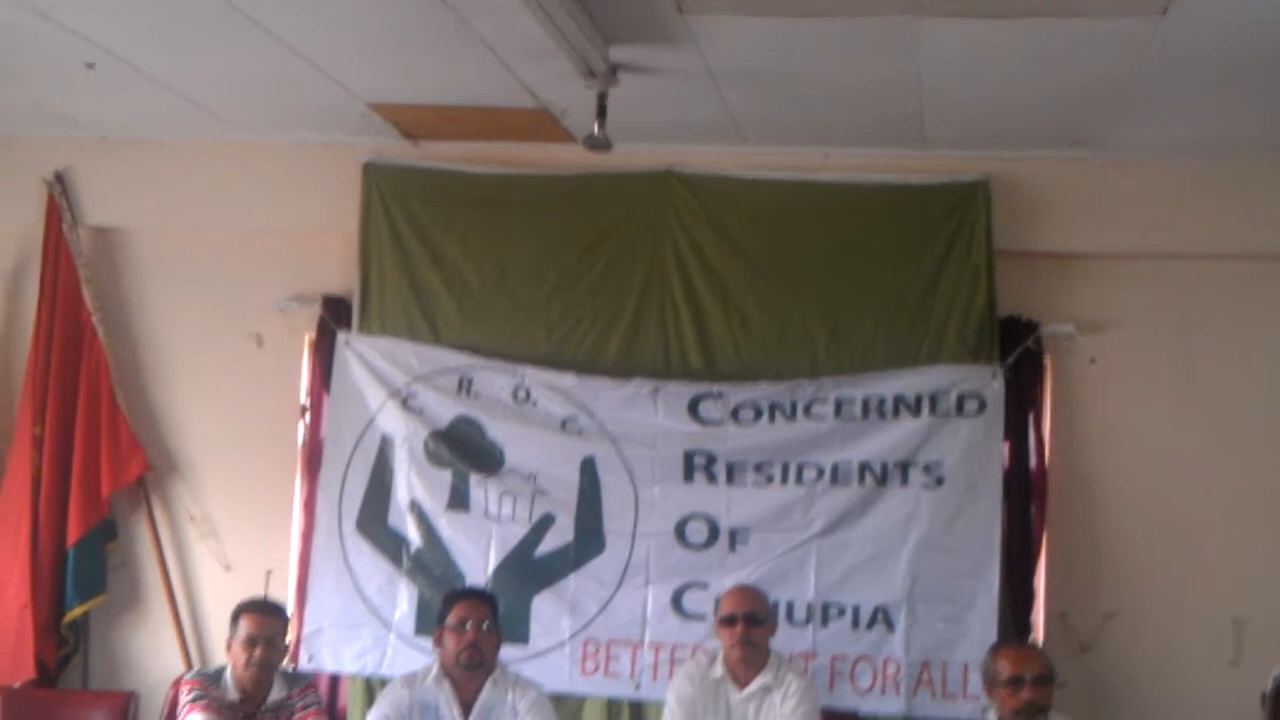 C. R. O. C.
CONCERNED
RESIDENTS
OF
FOR ALL